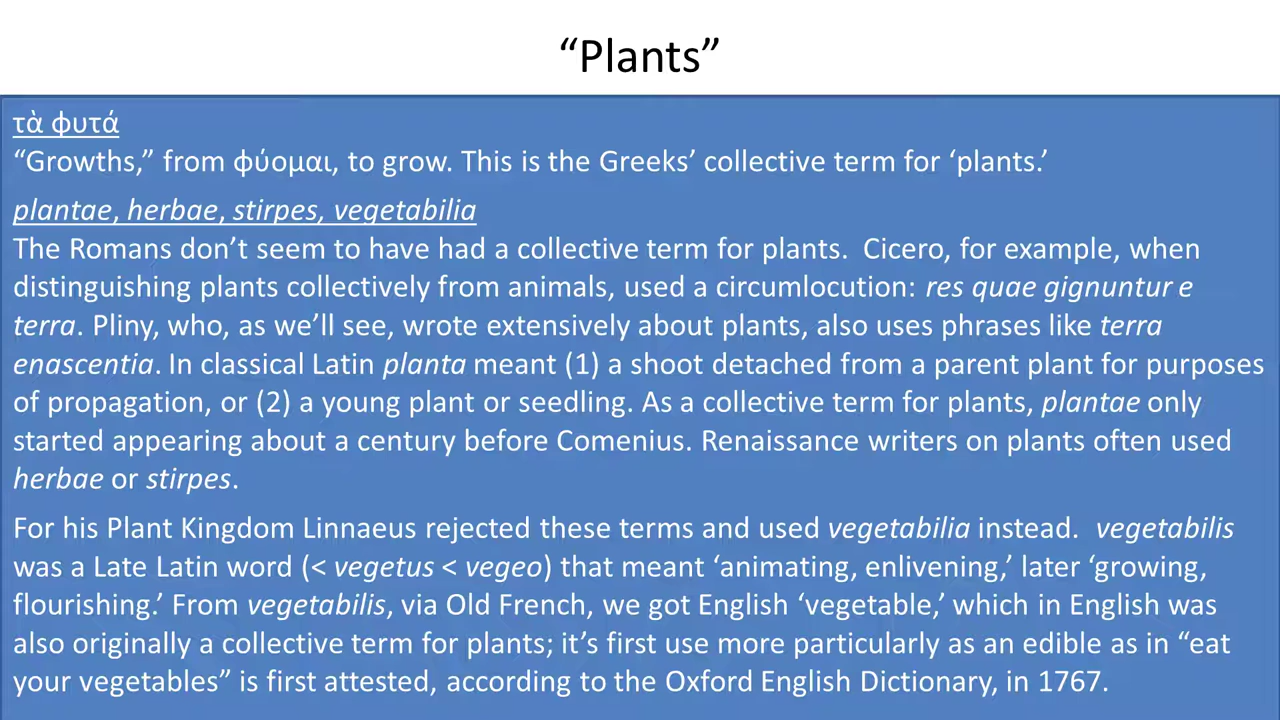 “Plants”
τὰ φυτά
“Growths,” from φύομαι, to grow. This is the Greeks’ collective term for ‘plants.’
plantae, herbae, stirpes, vegetabilia
The Romans don’t seem to have had a collective term for plants.  Cicero, for example, when
distinguishing plants collectively from animals, used a circumlocution: res quae gignuntur e
terra. Pliny, who, as we’ll see, wrote extensively about plants, also uses phrases like terra
enascentia. In classical Latin planta meant (1) a shoot detached from a parent plant for purposes
of propagation, or (2) a young plant or seedling. As a collective term for plants, plantae only
started appearing about a century before Comenius. Renaissance writers on plants often used
herbae or stirpes.
For his Plant Kingdom Linnaeus rejected these terms and used vegetabilia instead.  vegetabilis
was a Late Latin word (< vegetus < vegeo) that meant ‘animating, enlivening,’ later ‘growing,
flourishing.’ From vegetabilis, via Old French, we got English ‘vegetable,’ which in English was
also originally a collective term for plants; it’s first use more particularly as an edible as in “eat
your vegetables” is first attested, according to the Oxford English Dictionary, in 1767.